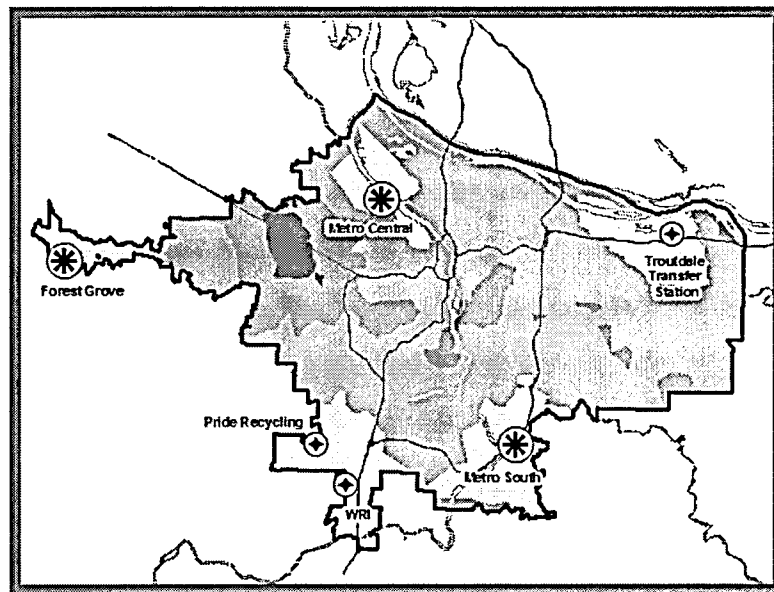 Metro Central
Troutdale
Transfer
Station
Forest Grove
Pride Recycling
Metro South
WRI